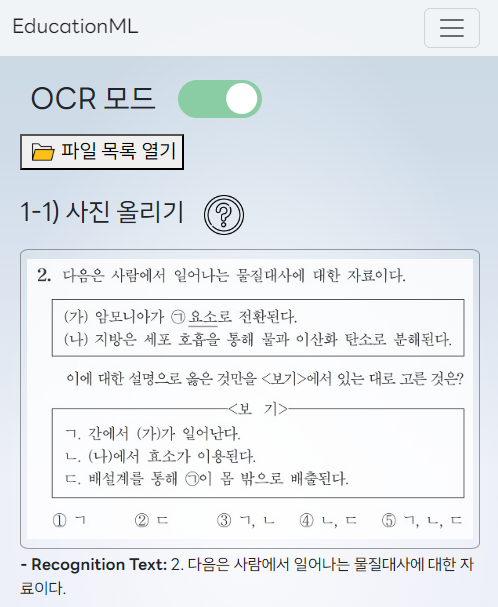 EducationML
OCR 모드
파일 목록 열기
1-1) 사진 올리기
2. 다음은 사람에서 일어나는 물질대사에 대한 자료이다.
(가) 암모니아가 ㉠요소로 전환된다.
(나) 지방은 세포 호흡을 통해 물과 이산화 탄소로 분해된다.
이에 대한 설명으로 옳은 것만을 <보기>에서 있는 대로 고른 것은?
<보 기>
ㄱ. 간에서 (가)가 일어난다.
ㄴ. (나)에서 효소가 이용된다.
ㄷ. 배설계를 통해 ㉠이 몸 밖으로 배출된다.
① ㄱ ② ㄷ ③ ㄱ, ㄴ ④ ㄴ, ㄷ ⑤ ㄱ, ㄴ, ㄷ
- Recognition Text: 2. 다음은 사람에서 일어나는 물질대사에 대한 자
료이다.